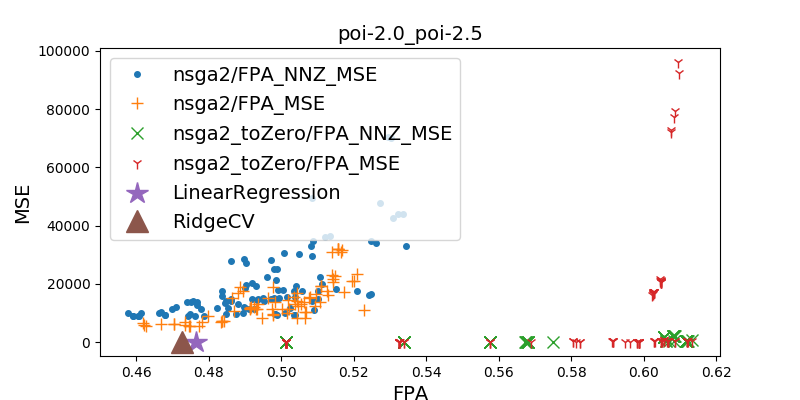 poi-2.0_poi-2.5
100000
80000
60000
40000
20000
0
MSE
nsga2/FPA_NNZ_MSE
nsga2/FPA_MSE
nsga2_toZero/FPA_NNZ_MSE
nsga2_toZero/FPA_MSE
LinearRegression
RidgeCV
0.46 0.48 0.50 0.52 0.54 0.56 0.58 0.60 0.62
FPA